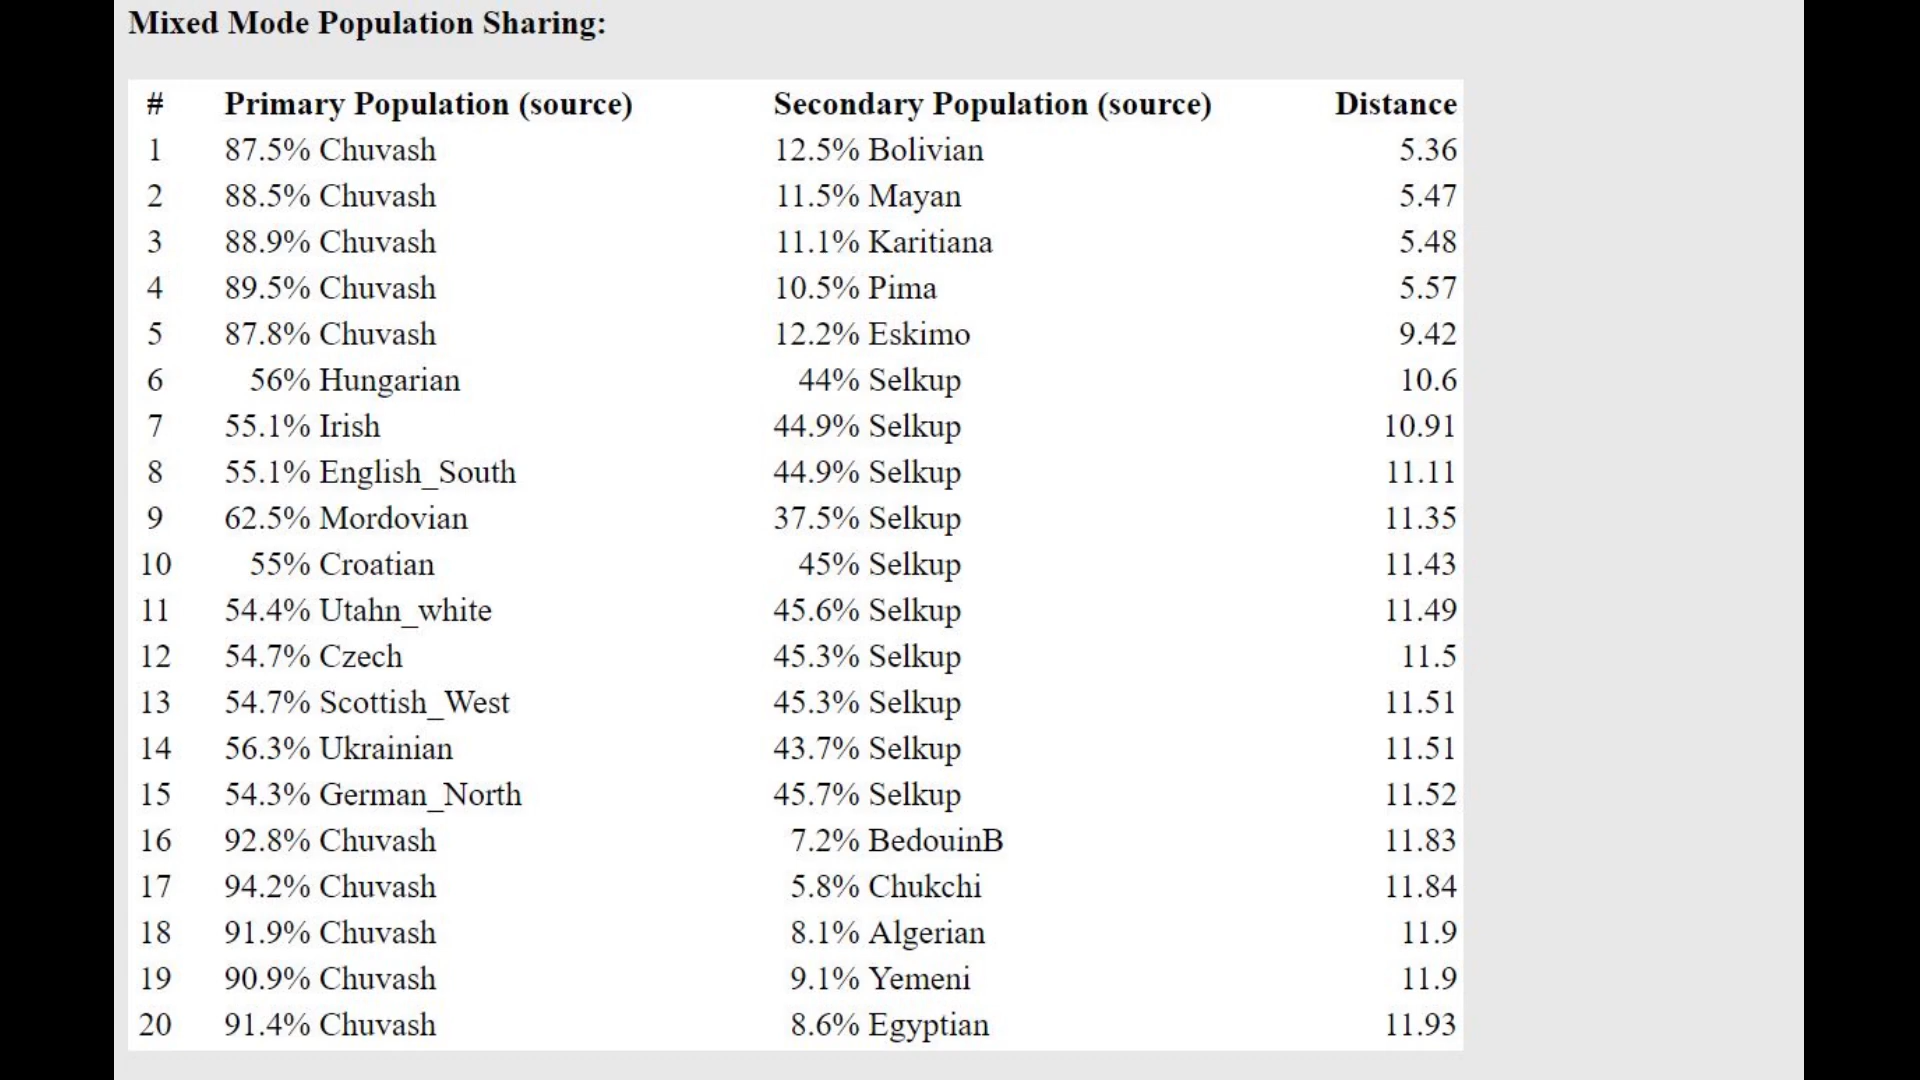 Mixed Mode Population Sharing:
# Primary Population (source) Secondary Population (source) Distance
1 87.5% Chuvash 12.5% Bolivian 5.36
2 88.5% Chuvash 11.5% Mayan 5.47
3 88.9% Chuvash 11.1% Karitiana 5.48
4 89.5% Chuvash 10.5% Pima 5.57
5 87.8% Chuvash 12.2% Eskimo 9.42
6 56% Hungarian 44% Selkup 10.6
7 55.1% Irish 44.9% Selkup 10.91
8 55.1% English_South 44.9% Selkup 11.11
9 62.5% Mordovian 37.5% Selkup 11.35
10 55% Croatian 45% Selkup 11.43
11 54.4% Utahn_white 45.6% Selkup 11.49
12 54.7% Czech 45.3% Selkup 11.5
13 54.7% Scottish_West 45.3% Selkup 11.51
14 56.3% Ukrainian 43.7% Selkup 11.51
15 54.3% German_North 45.7% Selkup 11.52
16 92.8% Chuvash 7.2% BedouinB 11.83
17 94.2% Chuvash 5.8% Chukchi 11.84
18 91.9% Chuvash 8.1% Algerian 11.9
19 90.9% Chuvash 9.1% Yemeni 11.9
20 91.4% Chuvash 8.6% Egyptian 11.93